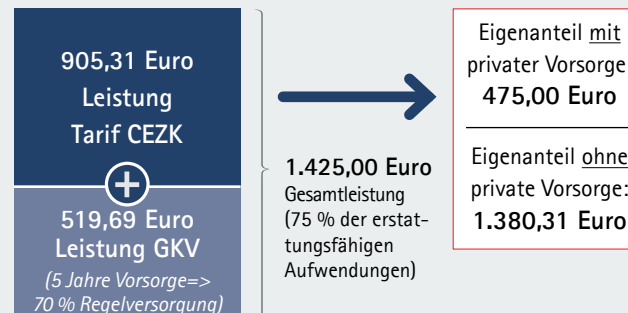 905,31 Euro
Leistung
Tarif CEZK
+
519,69 Euro
Leistung GKV
(5 Jahre Vorsorge=>
70 % Regelversorgung)
1.425,00 Euro
Gesamtleistung
(75 % der erstat-
tungsfähigen
Aufwendungen)
Eigenanteil mit
privater Vorsorge
475,00 Euro
Eigenanteil ohne
private Vorsorge:
1.380,31 Euro